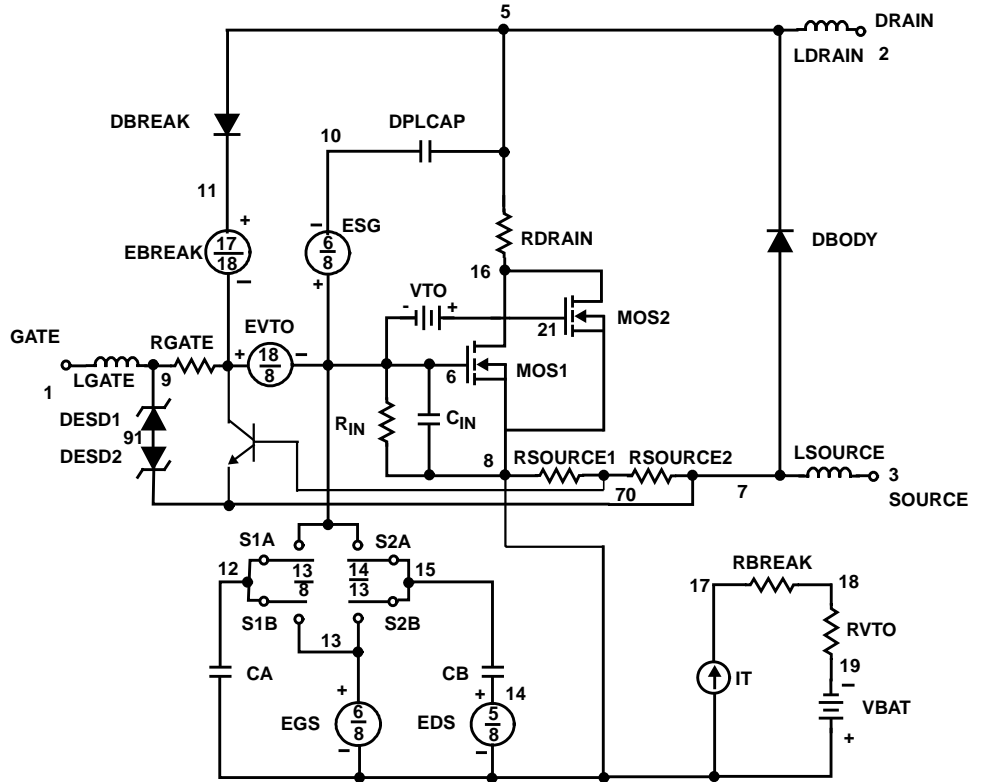 5
DRAIN
LDRAIN 2
DBREAK
DPLCAP
10
11
ESG
EBREAK
17
18
+
−
−
6
8
+
RDRAIN
DBODY
16
VTO
- +
21
MOS2
GATE
RGATE
EVTO
+ 18 −
8
LGATE 9
1
6
MOS1
DESD1
91
DESD2
RIN
CIN
8
RSOURCE1
RSOURCE2
LSOURCE
3
SOURCE
70
7
S1A
S2A
12
13
8
14
13
15
S1B
S2B
13
CA
CB
+
EGS
6
8
−
+ 14
EDS
5
8
−
RBREAK
17
18
RVTO
19
IT
−
VBAT
+